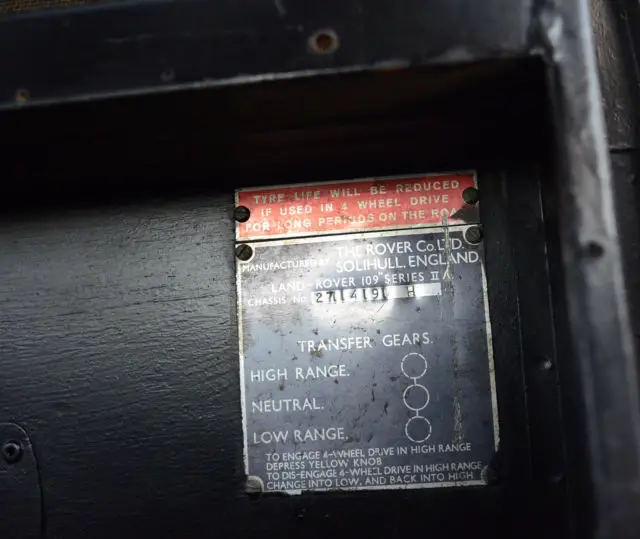 TYRE LIFE WILL BE REDUCED
IF USED IN 4 WHEEL DRIVE
FOR LONG PERIODS ON THE
MANUFACTURED BY THE ROVER Co. LTD.
SOLIHULL, ENGLAND.
LAND-ROVER 109" SERIES II
CHASSIS No.
TRANSFER GEARS.
HIGH RANGE.
NEUTRAL.
LOW RANGE.
TO ENGAGE 4-WHEEL DRIVE IN HIGH RANGE
DEPRESS YELLOW KNOB
TO DIS-ENGAGE 4-WHEEL DRIVE IN HIGH RANGE
CHANGE INTO LOW, AND BACK INTO HIGH